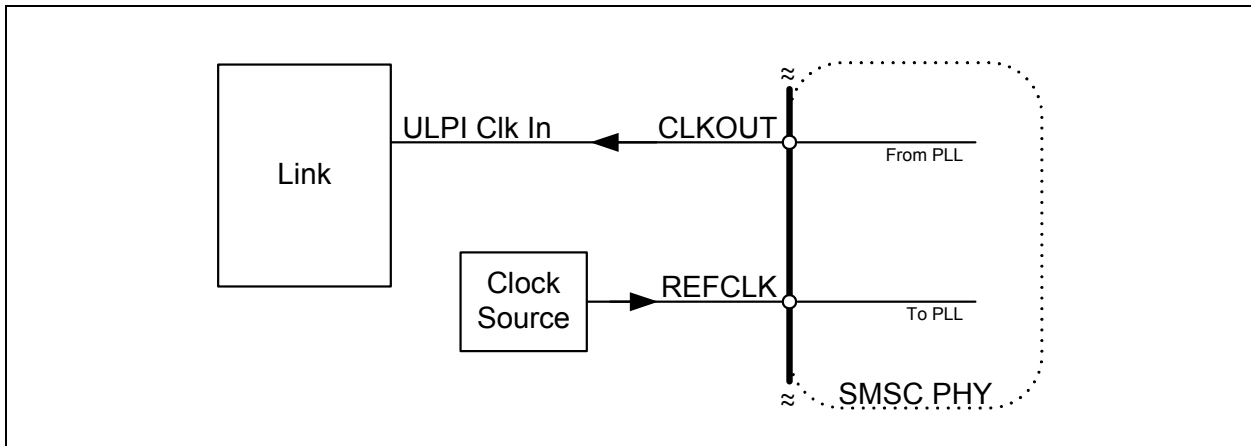 ULPI Clk In
CLKOUT
From PLL
Link
Clock
Source
REFCLK
To PLL
SMSC PHY